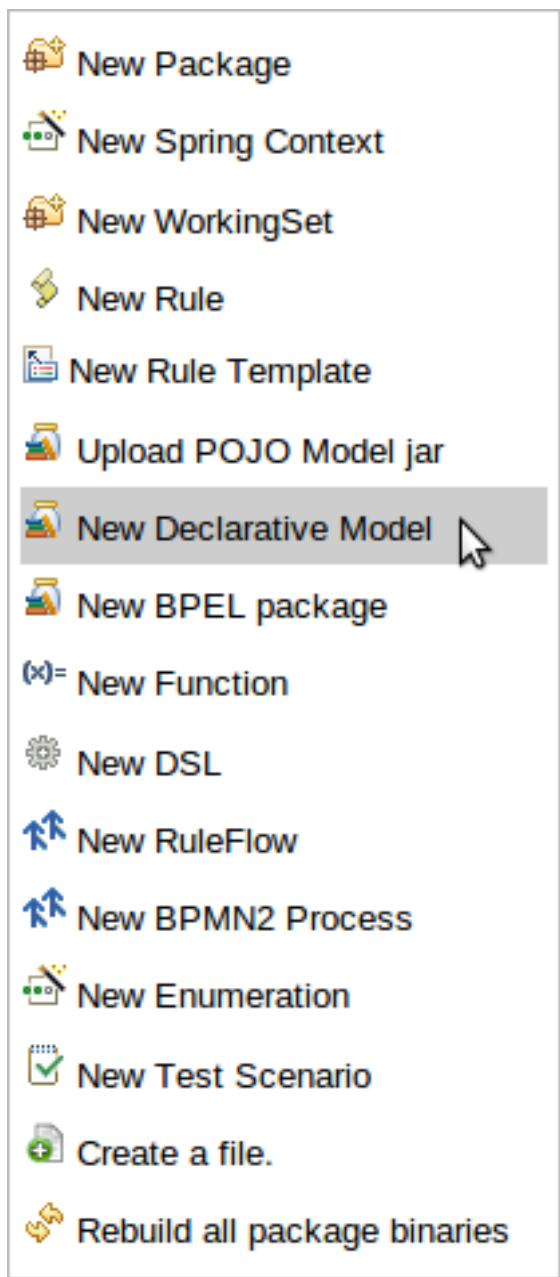 New Package
New Spring Context
New WorkingSet
New Rule
New Rule Template
Upload POJO Model jar
New Declarative Model
New BPEL package
(x)= New Function
New DSL
New RuleFlow
New BPMN2 Process
New Enumeration
New Test Scenario
Create a file.
Rebuild all package binaries